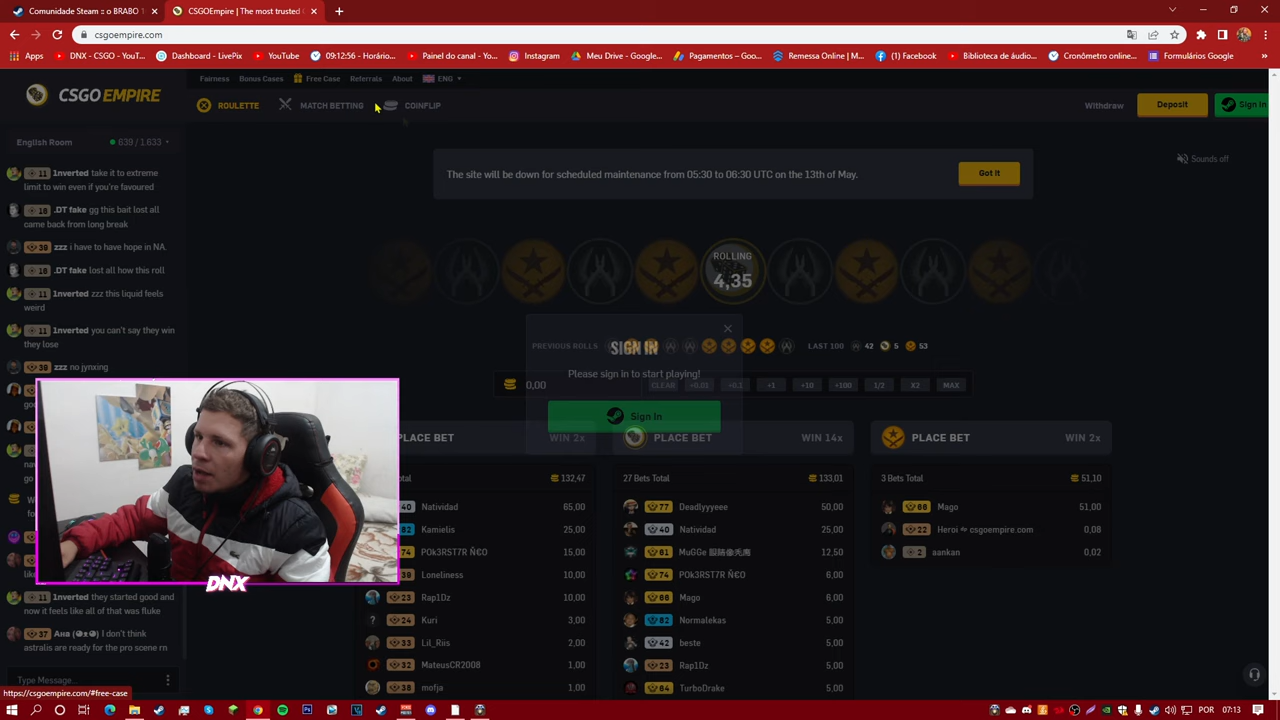 Comunidade Steam :: o BRABO 1
CSGOEmpire | The most trusted
csgoempire.com
Apps
DNX - CSGO - YouT...
Dashboard - LivePix
YouTube
09:12:56 - Horário...
Painel do canal - Yo...
Instagram
Meu Drive - Google...
Pagamentos – Goo...
Remessa Online | M...
(1) Facebook
Biblioteca de áudio...
Cronômetro online
Formulários Google
CSGOEMPIRE
Fairness
Bonus Cases
Free Case
Referrals
About
ENG
ROULETTE
MATCH BETTING
COINFLIP
Withdraw
Deposit
Sign In
English Room
639 / 1.633
Sounds off
The site will be down for scheduled maintenance from 05:30 to 06:30 UTC on the 13th of May.
Got It
11 1nverted take it to extreme
limit to win even if you're favoured
18 .DT fake gg this bait lost all
came back from long break
39 zzz i have to have hope in NA.
18 .DT fake lost all how this roll
11 1nverted zzz this liquid feels
weird
11 1nverted you can't say they win
they lose
39 zzz no jynxing
ROLLING
4,35
PREVIOUS ROLLS
LAST 100
42
5
53
SIGN IN
Please sign in to start playing!
Sign In
0,00
CLEAR
+0.01
+0.1
+1
+10
+100
1/2
X2
MAX
PLACE BET
WIN 2x
PLACE BET
WIN 14x
PLACE BET
WIN 2x
132,47
27 Bets Total
133,01
3 Bets Total
51,10
40 Natividad 65,00
82 Kamielis 25,00
74 P0k3RST7R Ñ€O 15,00
39 Loneliness 10,00
23 Rap1Dz 10,00
24 Kuri 3,00
33 Lil_Riis 2,00
32 MateusCR2008 1,00
38 mofja 1,00
77 Deadlyyyeee 50,00
40 Natividad 25,00
61 MuGGe 12,50
74 P0k3RST7R Ñ€O 6,00
68 Mago 6,00
82 Normalekas 5,00
42 beste 5,00
23 Rap1Dz 5,00
64 TurboDrake 5,00
68 Mago 51,00
22 Heroi csgoempire.com 0,08
2 aankan 0,02
DNX
11 1nverted they started good and
now it feels like all of that was fluke
37 I don't think
astralis are ready for the pro scene rn
Type Message...
https://csgoempire.com/#free-case
POR
07:13